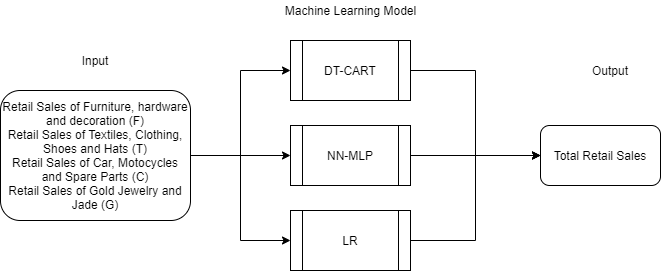 Machine Learning Model
Input
Output
Retail Sales of Furniture, hardware
and decoration (F)
Retail Sales of Textiles, Clothing,
Shoes and Hats (T)
Retail Sales of Car, Motocycles
and Spare Parts (C)
Retail Sales of Gold Jewelry and
Jade (G)
DT-CART
NN-MLP
LR
Total Retail Sales